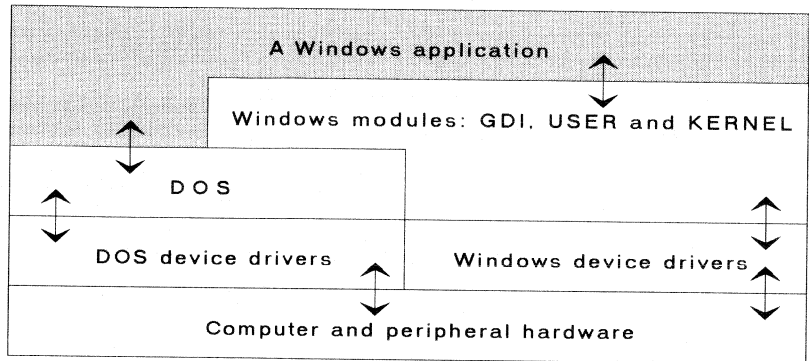 A Windows application
Windows modules: GDI, USER and KERNEL
DOS
DOS device drivers
Windows device drivers
Computer and peripheral hardware